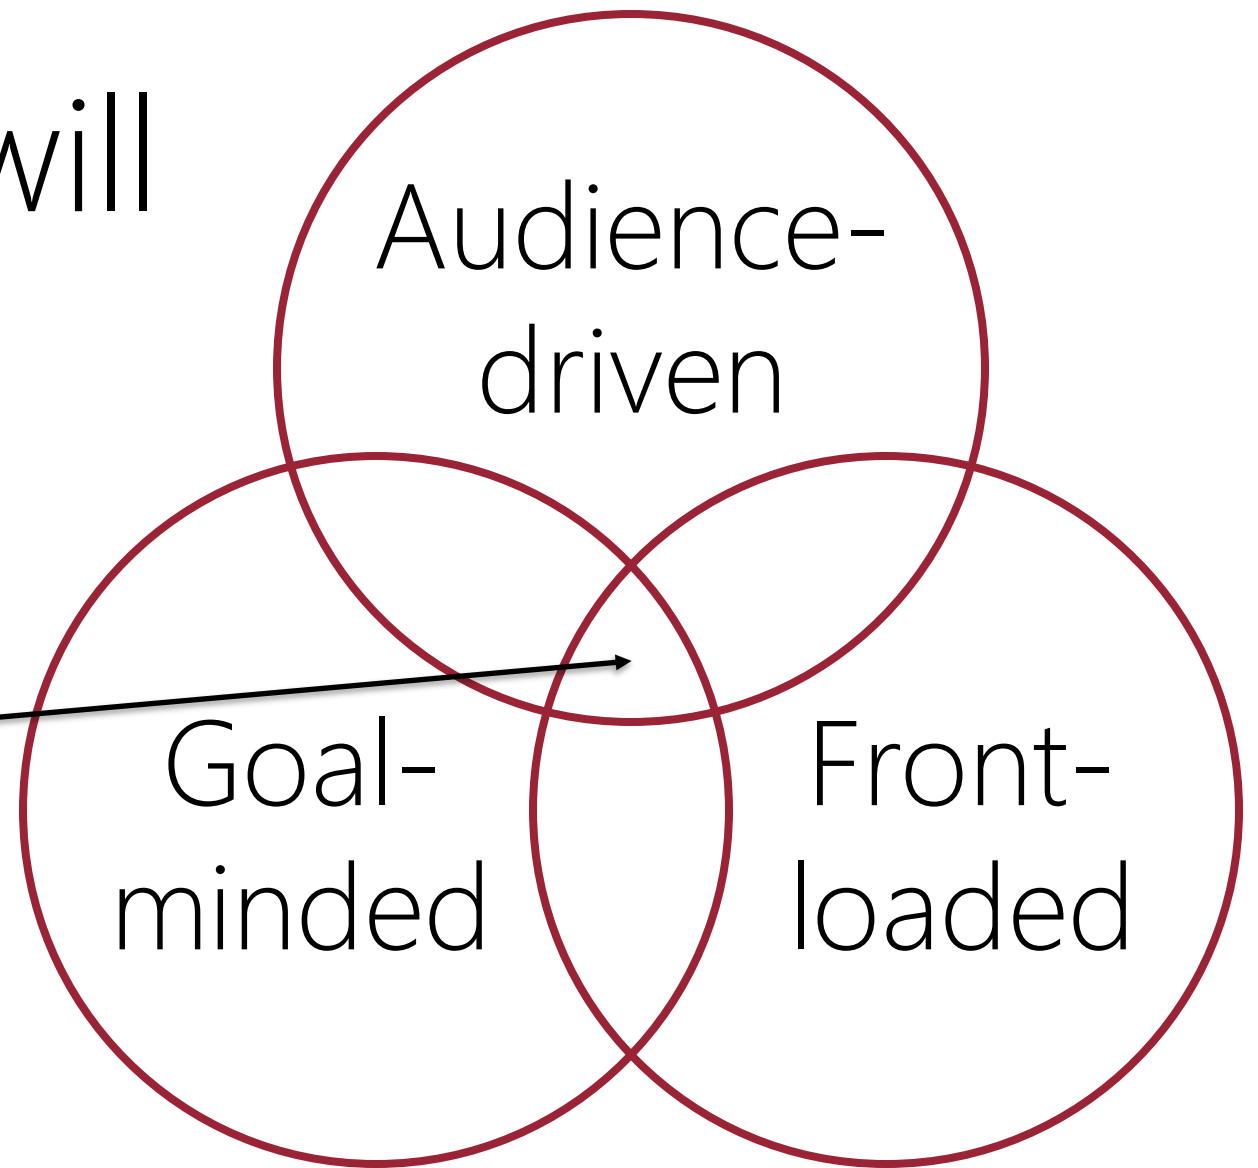 will
Audience-
driven
Goal-
minded
Front-
loaded